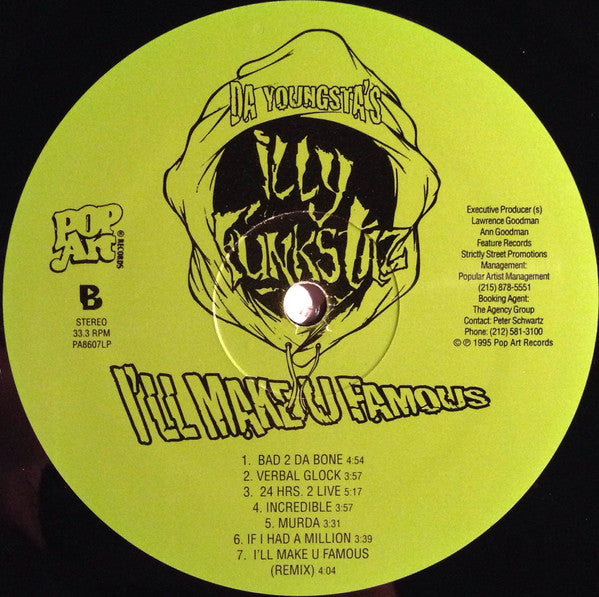 DA YOUNGSTA'S
illy
FUNKSTAZ
POP
ART
® RECORDS
B
STEREO
33.3 RPM
PA8607LP
Executive Producer (s)
Lawrence Goodman
Ann Goodman
Feature Records
Strictly Street Promotions
Management:
Popular Artist Management
(215) 878-5551
Booking Agent:
The Agency Group
Contact: Peter Schwartz
Phone: (212) 581-3100
© ℗ 1995 Pop Art Records
I'LL MAKE U FAMOUS
1. BAD 2 DA BONE 4:54
2. VERBAL GLOCK 3:57
3. 24 HRS. 2 LIVE 5:17
4. INCREDIBLE 3:57
5. MURDA 3:31
6. IF I HAD A MILLION 3:39
7. I'LL MAKE U FAMOUS
(REMIX) 4:04